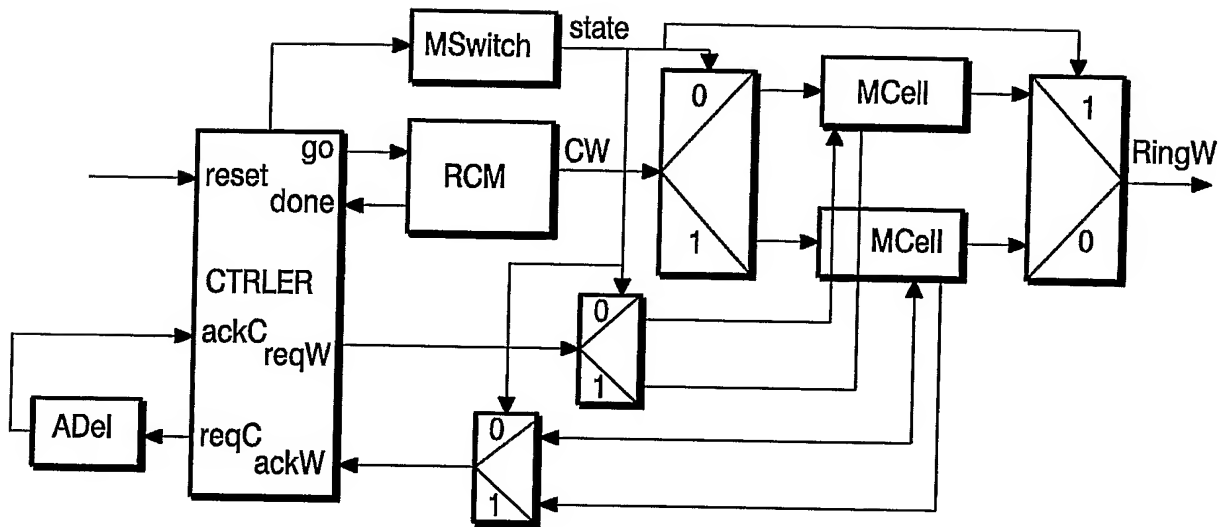 MSwitch
state
0
MCell
1
go
reset
RCM
CW
done
RingW
1
MCell
0
CTRLER
0
ackC
reqW
1
ADel
reqC
0
ackW
1